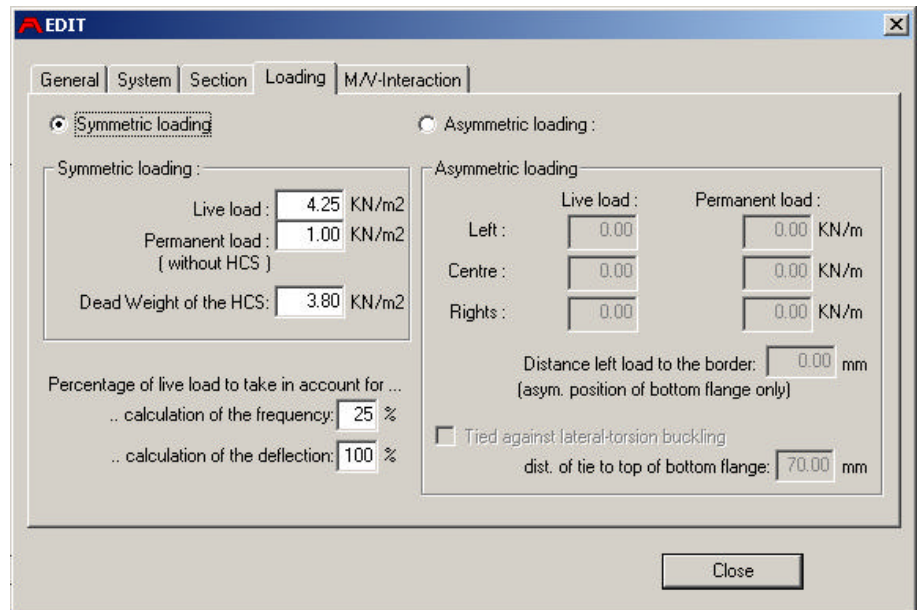 EDIT
General System Section Loading M/V-Interaction
Symmetric loading
Asymmetric loading :
Symmetric loading :
Live load : 4.25 KN/m2
Permanent load : 1.00 KN/m2
( without HCS )
Dead Weight of the HCS: 3.80 KN/m2
Percentage of live load to take in account for ...
.. calculation of the frequency: 25 %
.. calculation of the deflection: 100 %
Asymmetric loading
Live load : Permanent load :
Left : 0.00 0.00 KN/m
Centre : 0.00 0.00 KN/m
Rights : 0.00 0.00 KN/m
Distance left load to the border: 0.00 mm
(asym. position of bottom flange only)
Tied against lateral-torsion buckling
dist. of tie to top of bottom flange: 70.00 mm
Close